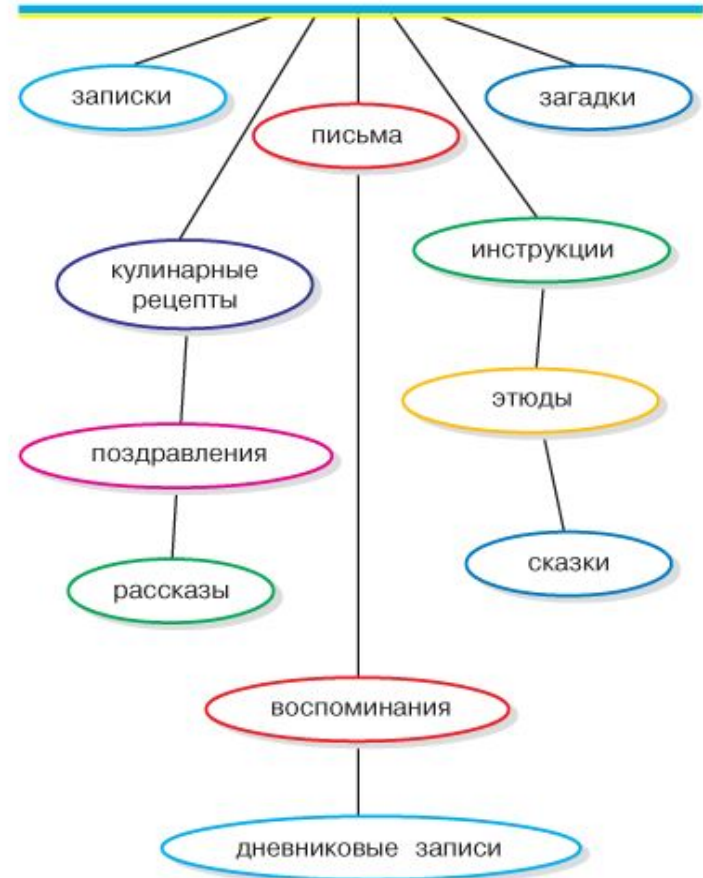 записки
загадки
письма
кулинарные
рецепты
инструкции
этюды
поздравления
рассказы
сказки
воспоминания
дневниковые записи